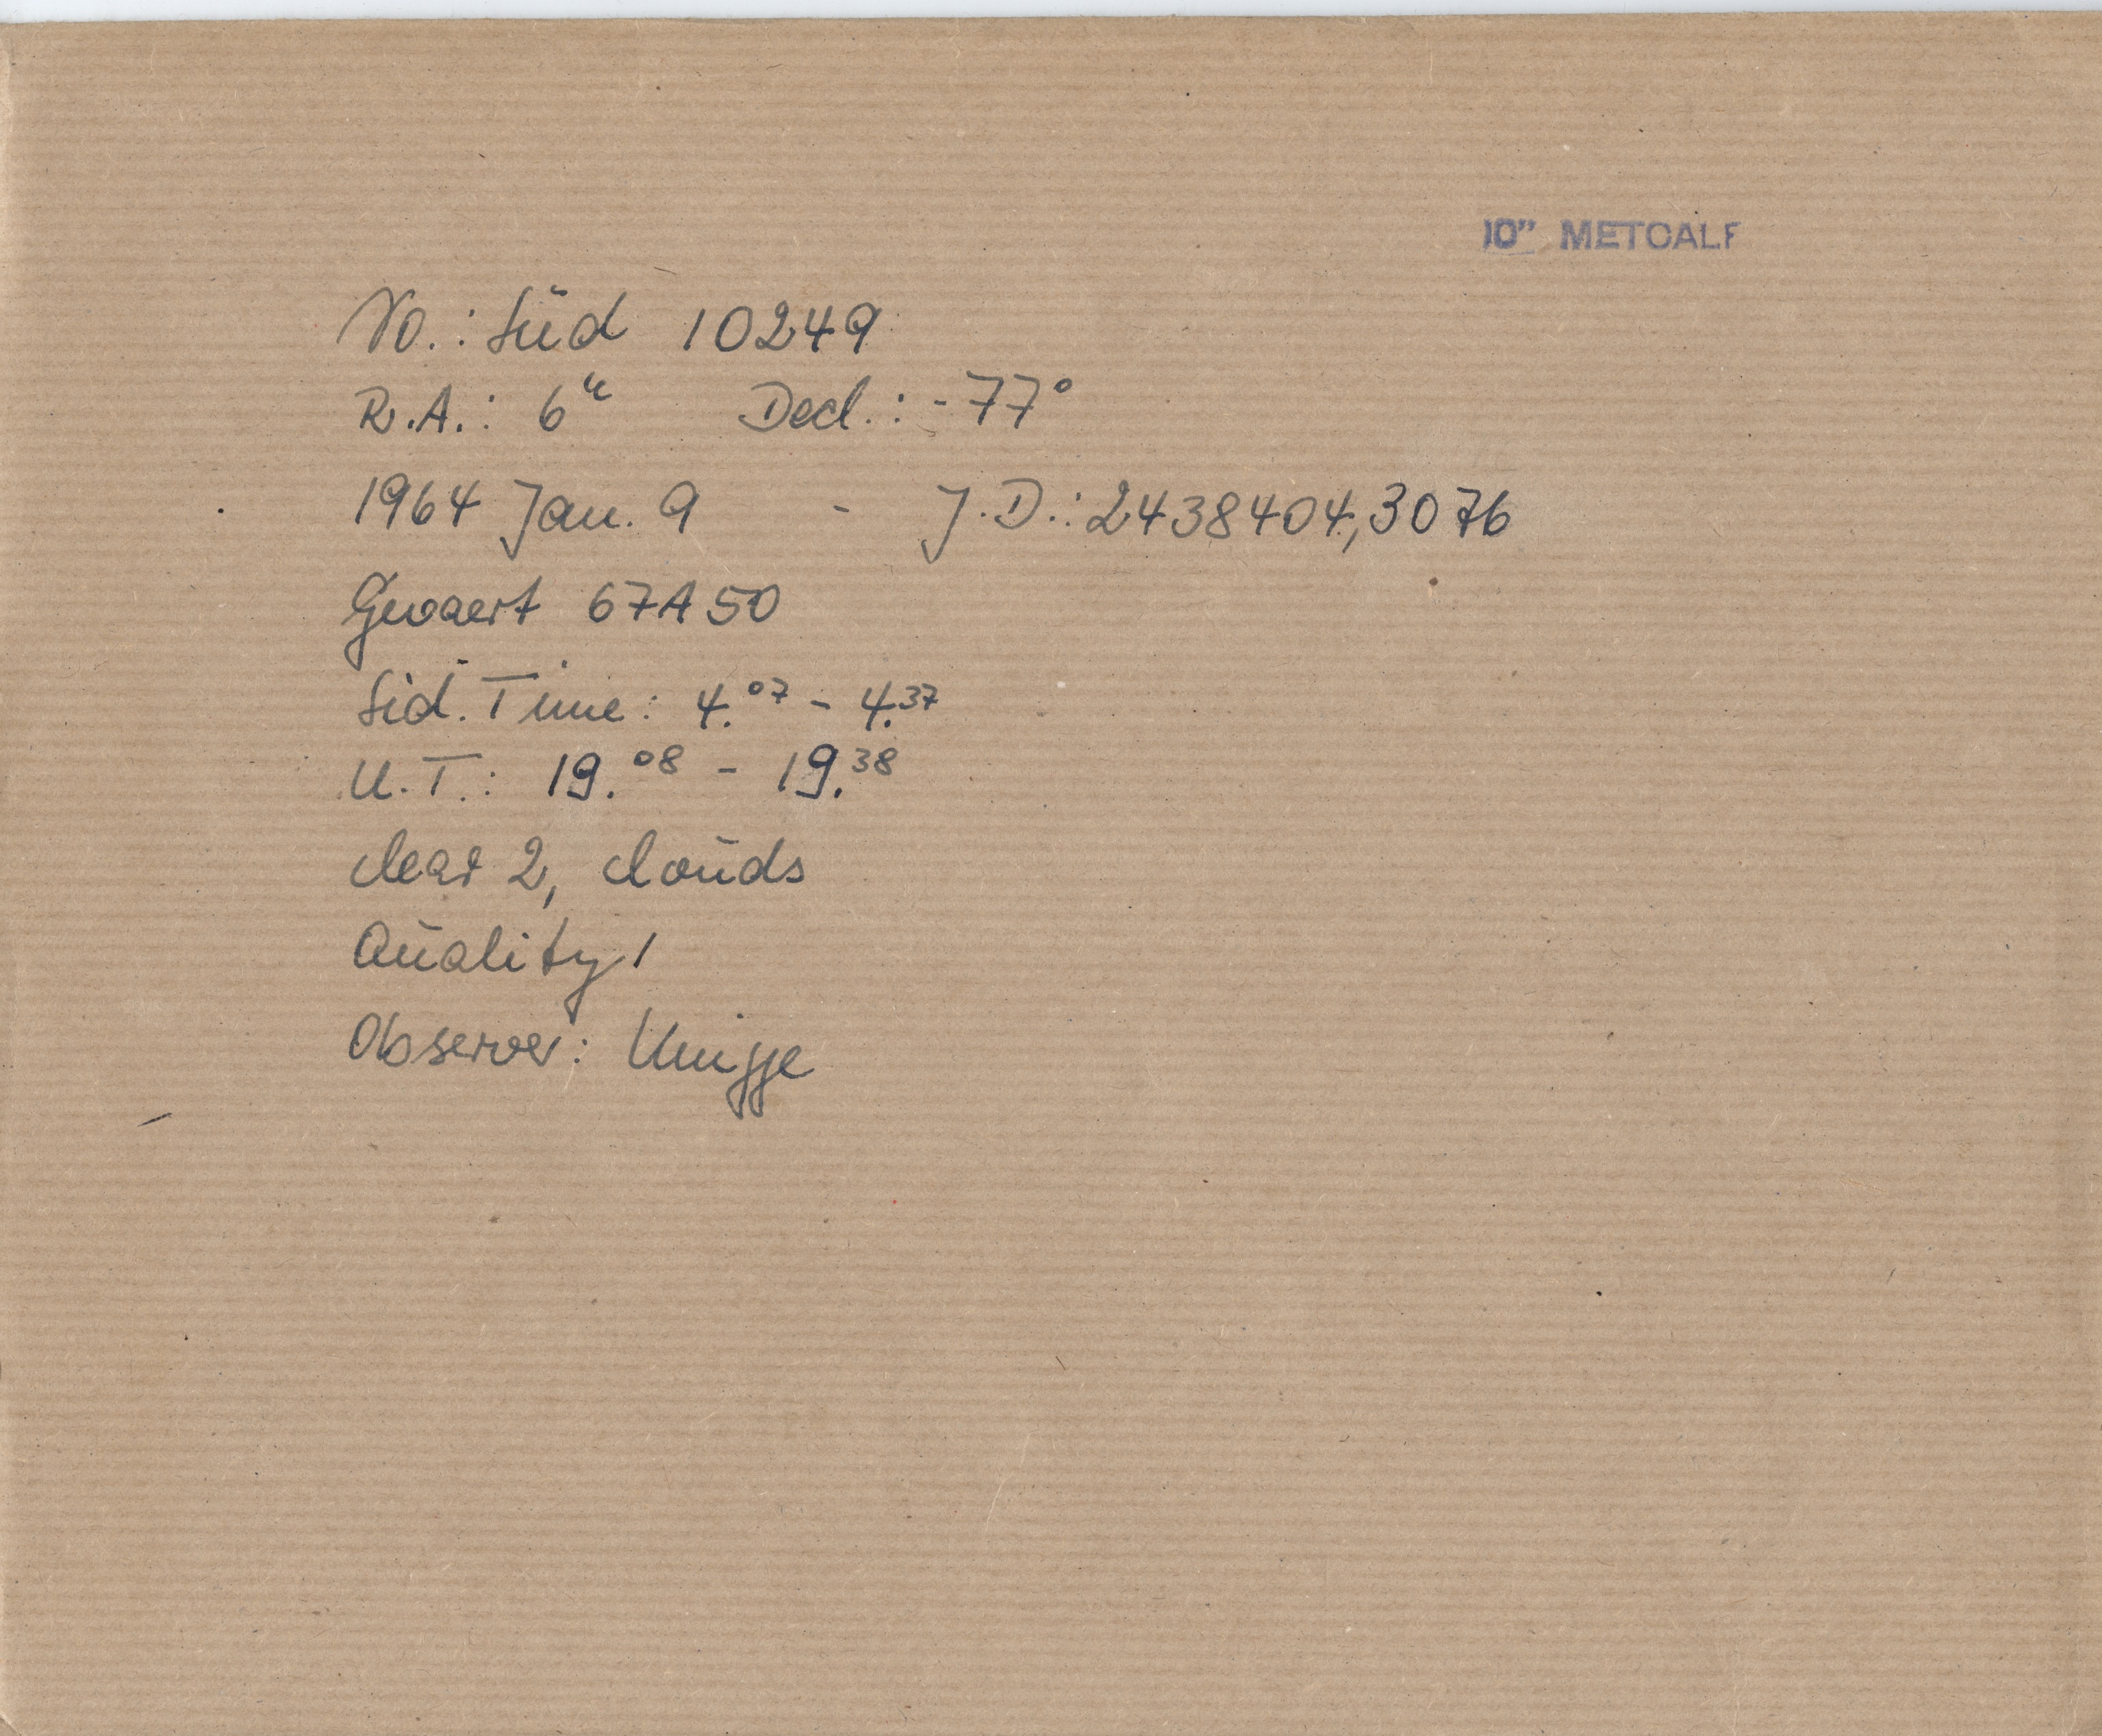 10" METCALF
No.: Süd 10249
R.A.: 6ʰ Decl.: -77°
1964 Jan. 9 - J.D.: 2438404,3076
Gevaert 67A50
Sid. Time: 4.⁰⁷ - 4.³⁷
U.T.: 19.⁰⁸ - 19.³⁸
clear 2, clouds
Quality 1
Observer: Knigge